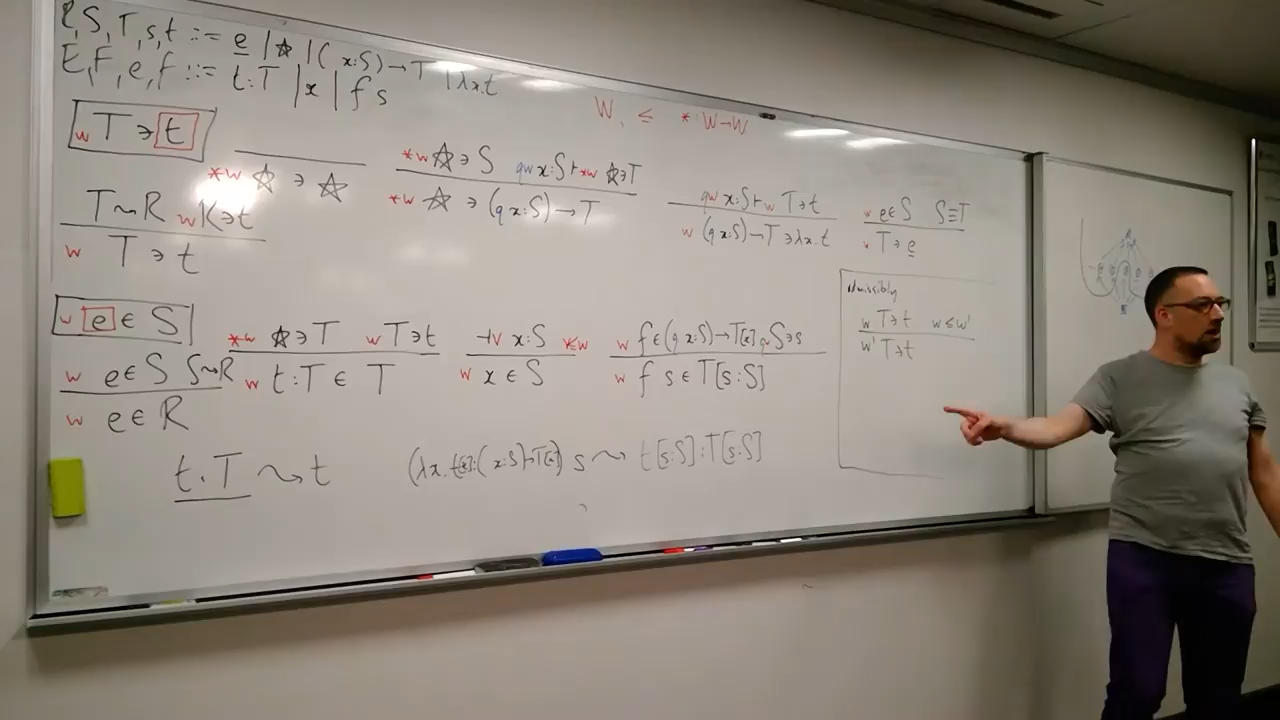 R, S, T, s, t ::= e | ☆ | (x:S)→T | λx.t
E, F, e, f ::= t:T | x | f s
W, ≤ * W→W
w T ∋ t
*w ☆ ∋ ☆
*w ☆ ∋ S qw x:S ⊢ *w ☆ ∋ T
*w ☆ ∋ (q x:S) → T
qw x:S ⊢ w T ∋ t
w (q x:S) → T ∋ λx.t
w e ∈ S S ≡ T
w T ∋ e
T ⤳ R w R ∋ t
w T ∋ t
w e ∈ S
*w ☆ ∋ T w T ∋ t
w t:T ∈ T
⊣v x:S v≤w
w x ∈ S
w f ∈ (q x:S) → T[x] qw S ∋ s
w f s ∈ T[s:S]
w e ∈ S S ⤳ R
w e ∈ R
Admissibly
w T ∋ t w ≤ w'
w' T ∋ t
t:T ⤳ t
(λx.t[x]:(x:S)→T[x]) s ⤳ t[s:S]:T[s:S]